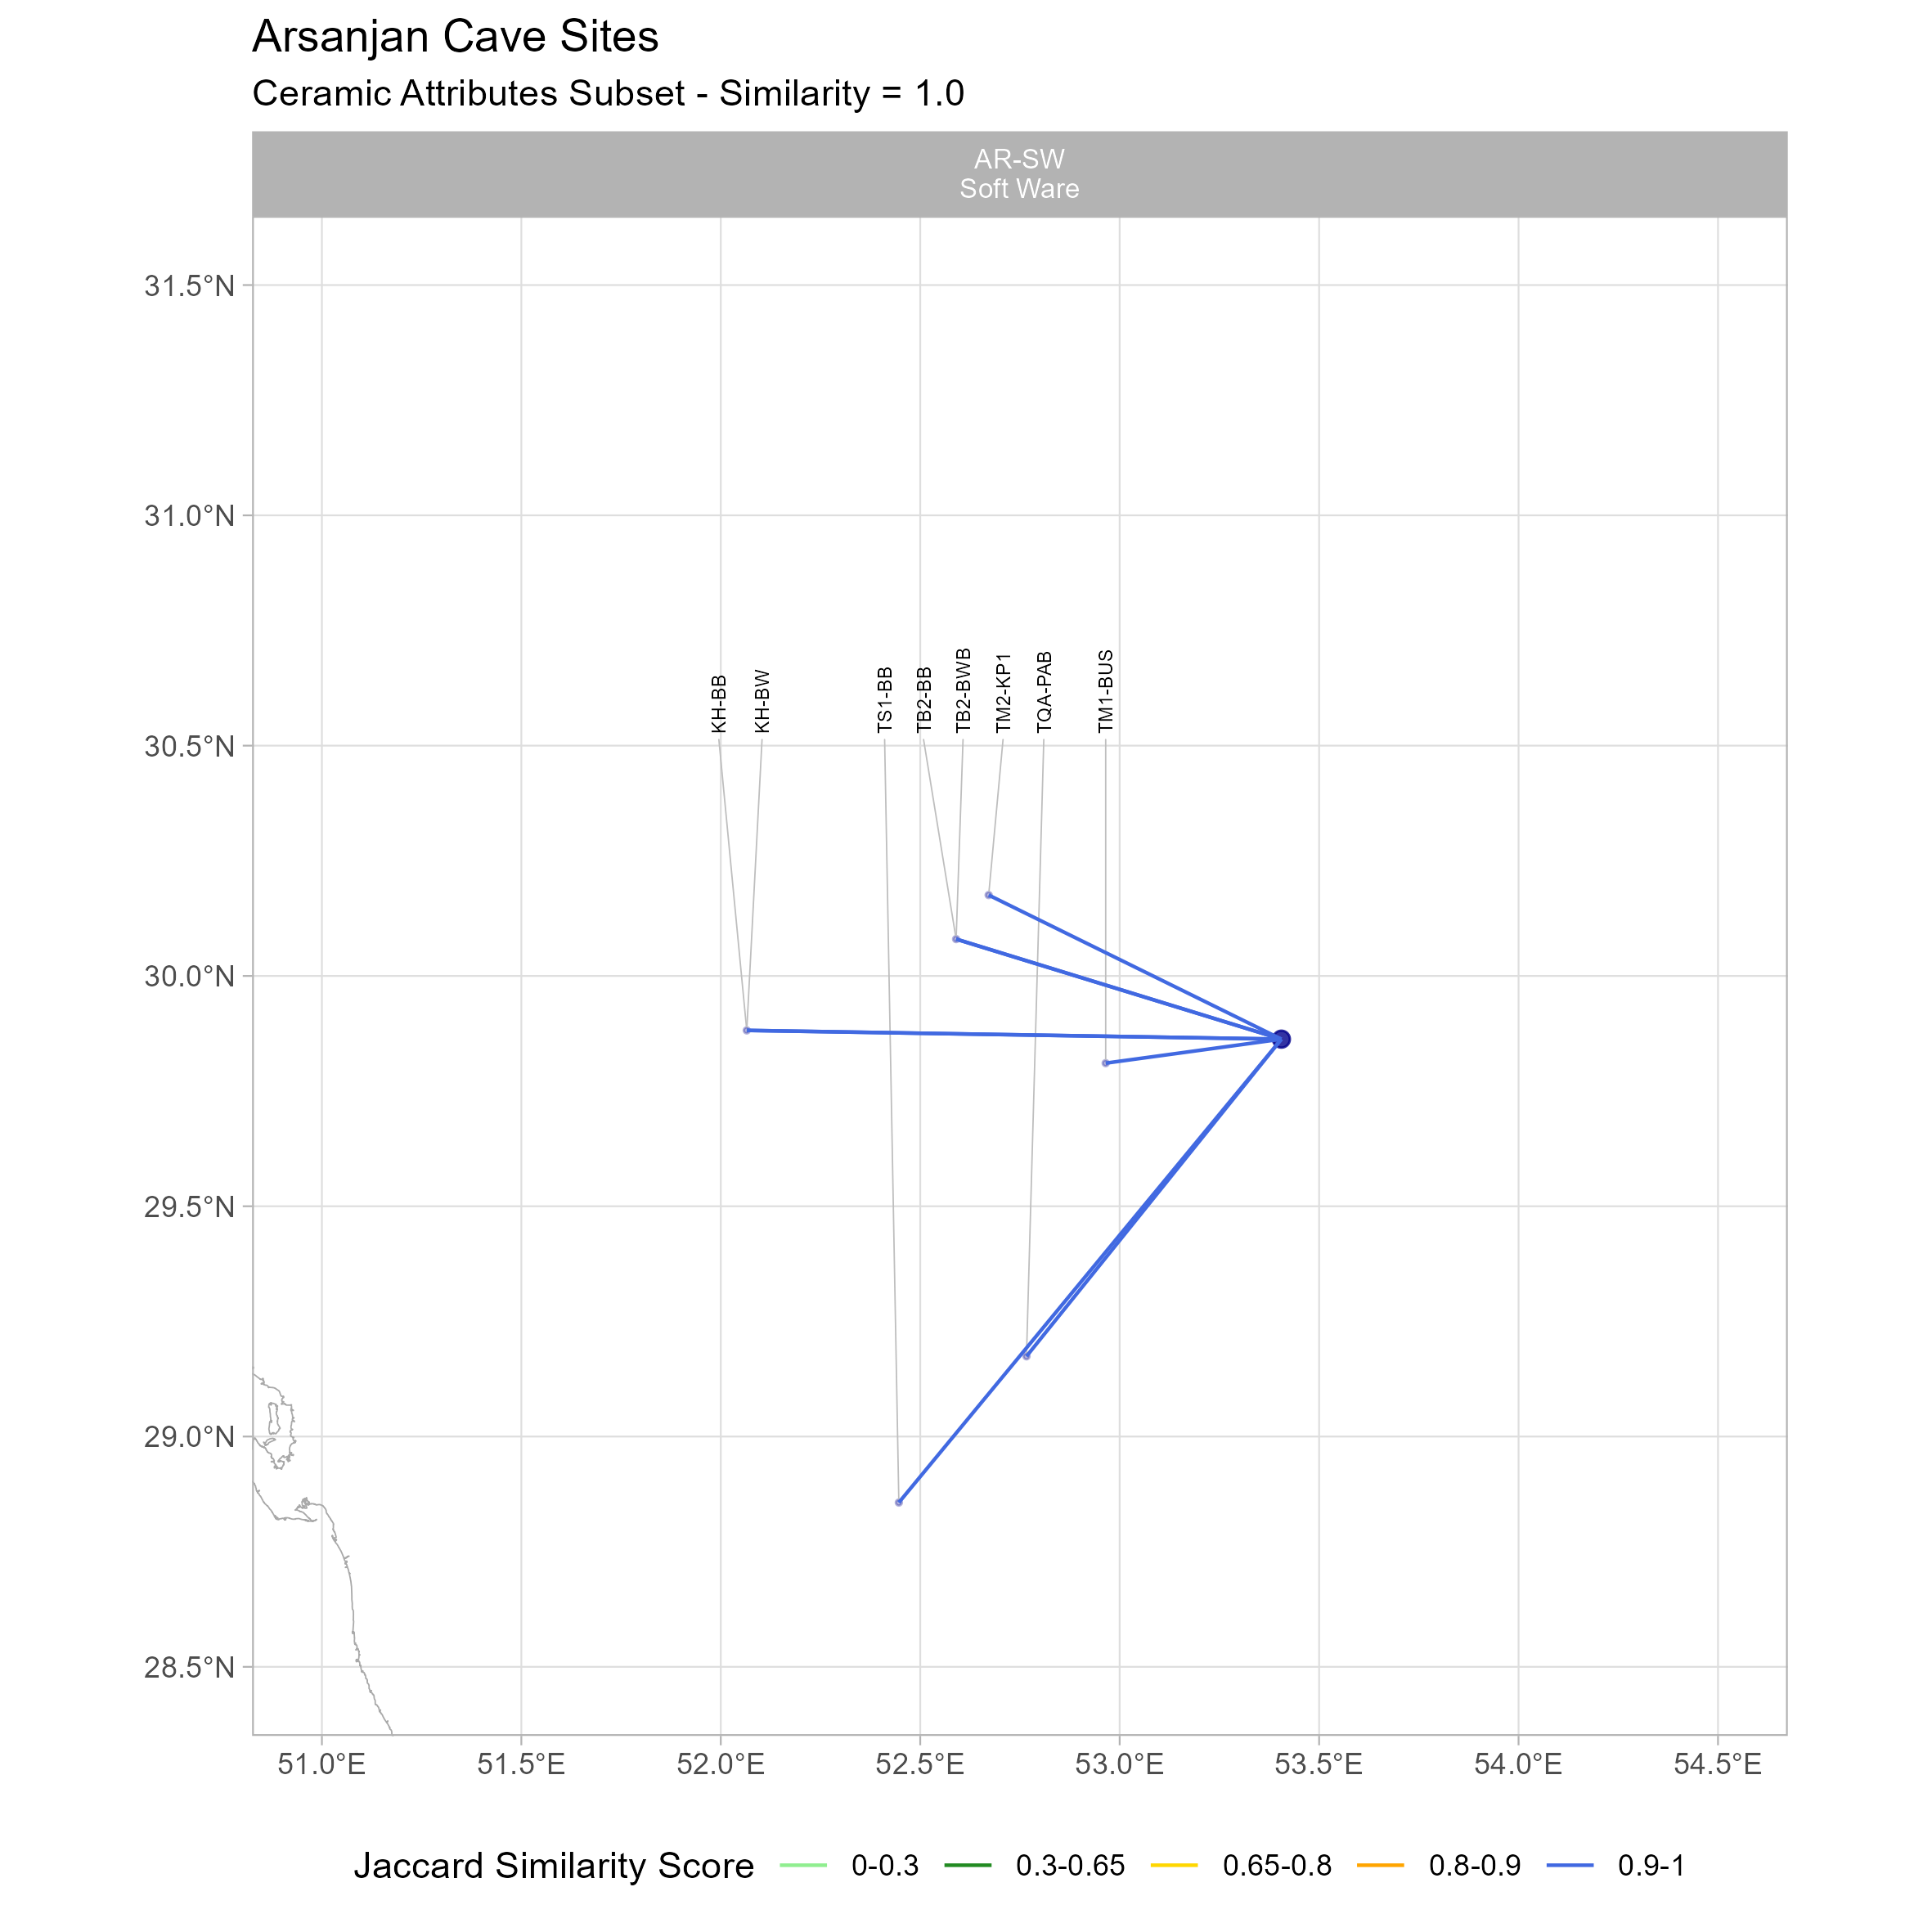 Arsanjan Cave Sites
Ceramic Attributes Subset - Similarity = 1.0
AR-SW
Soft Ware
31.5°N
31.0°N
KH-BB
KH-BW
TS1-BB
TB2-BB
TB2-BWB
TM2-KP1
TQA-PAB
TM1-BUS
30.5°N
30.0°N
29.5°N
29.0°N
28.5°N
51.0°E 51.5°E 52.0°E 52.5°E 53.0°E 53.5°E 54.0°E 54.5°E
Jaccard Similarity Score 0-0.3 0.3-0.65 0.65-0.8 0.8-0.9 0.9-1